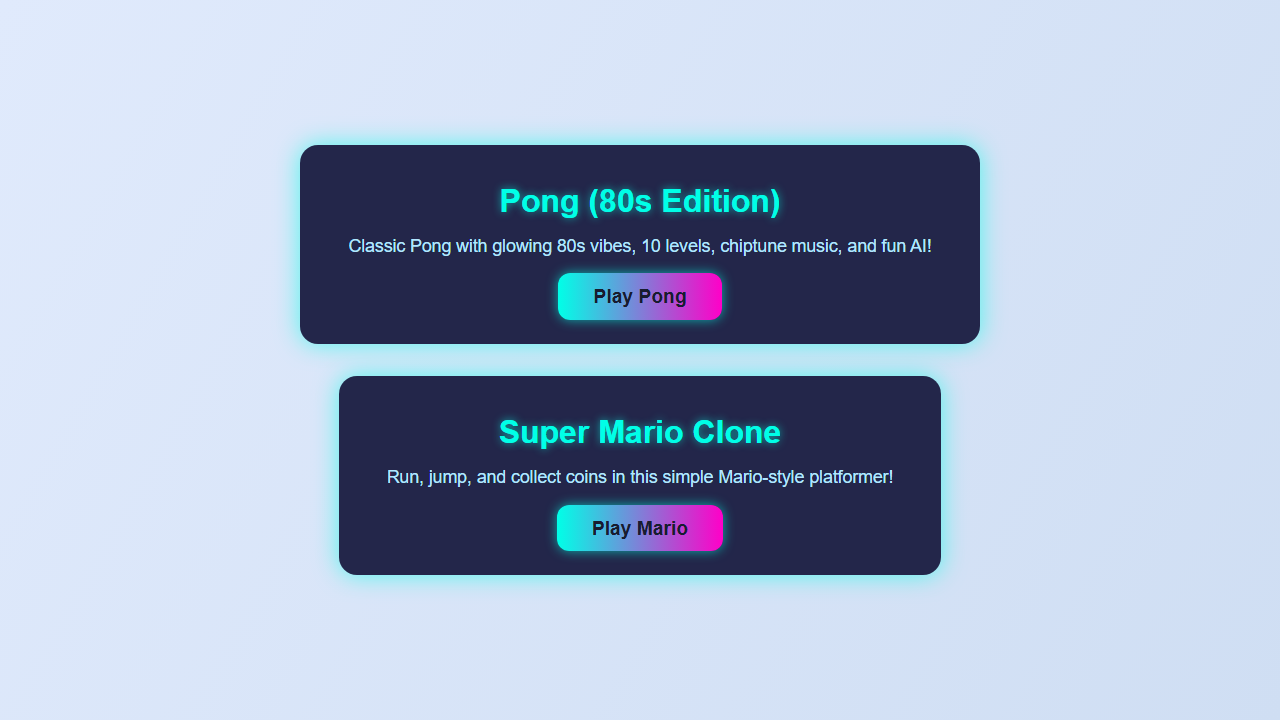 Pong (80s Edition)
Classic Pong with glowing 80s vibes, 10 levels, chiptune music, and fun AI!
Play Pong
Super Mario Clone
Run, jump, and collect coins in this simple Mario-style platformer!
Play Mario